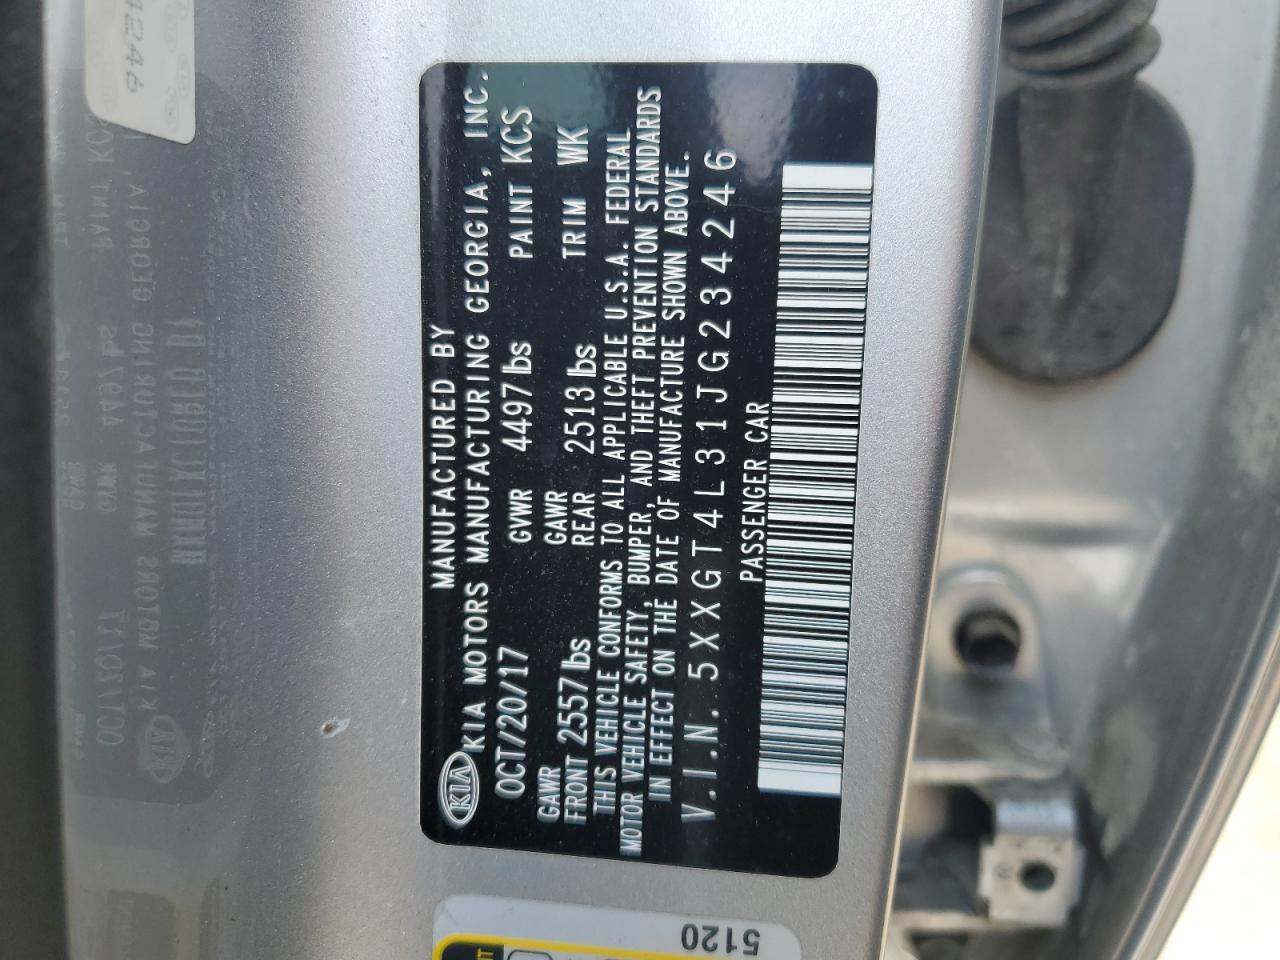 MANUFACTURED BY
KIA KIA MOTORS MANUFACTURING GEORGIA, INC.
OCT/20/17 GVWR 4497 lbs PAINT KCS
GAWR GAWR
FRONT 2557 lbs REAR 2513 lbs TRIM WK
THIS VEHICLE CONFORMS TO ALL APPLICABLE U.S.A. FEDERAL
MOTOR VEHICLE SAFETY, BUMPER, AND THEFT PREVENTION STANDARDS
IN EFFECT ON THE DATE OF MANUFACTURE SHOWN ABOVE.
V.I.N. 5XXGT4L31JG234246
PASSENGER CAR
5120